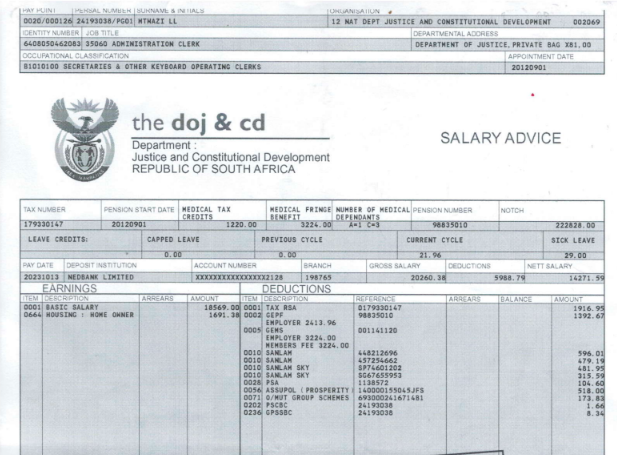 PAY POINT PERSAL NUMBER SURNAME & INITIALS ORGANISATION
0020/000126 24193038/PG01 MTWAZI LL 12 NAT DEPT JUSTICE AND CONSTITUTIONAL DEVELOPMENT 002069
IDENTITY NUMBER JOB TITLE DEPARTMENTAL ADDRESS
6408050462083 35060 ADMINISTRATION CLERK DEPARTMENT OF JUSTICE,PRIVATE BAG X81,00
OCCUPATIONAL CLASSIFICATION APPOINTMENT DATE
81010100 SECRETARIES & OTHER KEYBOARD OPERATING CLERKS 20120901
the doj & cd
Department :
Justice and Constitutional Development
REPUBLIC OF SOUTH AFRICA
SALARY ADVICE
TAX NUMBER PENSION START DATE MEDICAL TAX CREDITS MEDICAL FRINGE BENEFIT NUMBER OF MEDICAL DEPENDANTS PENSION NUMBER NOTCH
179330147 20120901 1220.00 3224.00 A=1 C=3 98835010 222828.00
LEAVE CREDITS: CAPPED LEAVE PREVIOUS CYCLE CURRENT CYCLE SICK LEAVE
0.00 0.00 21.96 29.00
PAY DATE DEPOSIT INSTITUTION ACCOUNT NUMBER BRANCH GROSS SALARY DEDUCTIONS NETT SALARY
20231013 NEDBANK LIMITED XXXXXXXXXXXXXXXX2128 198765 20260.38 5988.79 14271.59
EARNINGS DEDUCTIONS
ITEM DESCRIPTION ARREARS AMOUNT ITEM DESCRIPTION REFERENCE ARREARS BALANCE AMOUNT
0001 BASIC SALARY 18569.00 0001 TAX RSA 0179330147 1916.95
0664 HOUSING : HOME OWNER 1691.38 0003 GEPF 98835010 1392.67
EMPLOYER 2413.96
0005 GEMS 001141120
EMPLOYER 3224.00
MEMBERS FEE 3224.00
0010 SANLAM 448212696 596.01
0010 SANLAM 457254662 479.19
0010 SANLAM SKY SP74601202 481.95
0010 SANLAM SKY SG67655953 315.59
0028 PSA 1138572 104.60
0056 ASSUPOL (PROSPERITY) 140000155045JFS 518.00
0071 O/MUT GROUP SCHEMES 693000241671481 173.83
0202 PSCBC 24193038 1.66
0236 GPSSBC 24193038 8.34